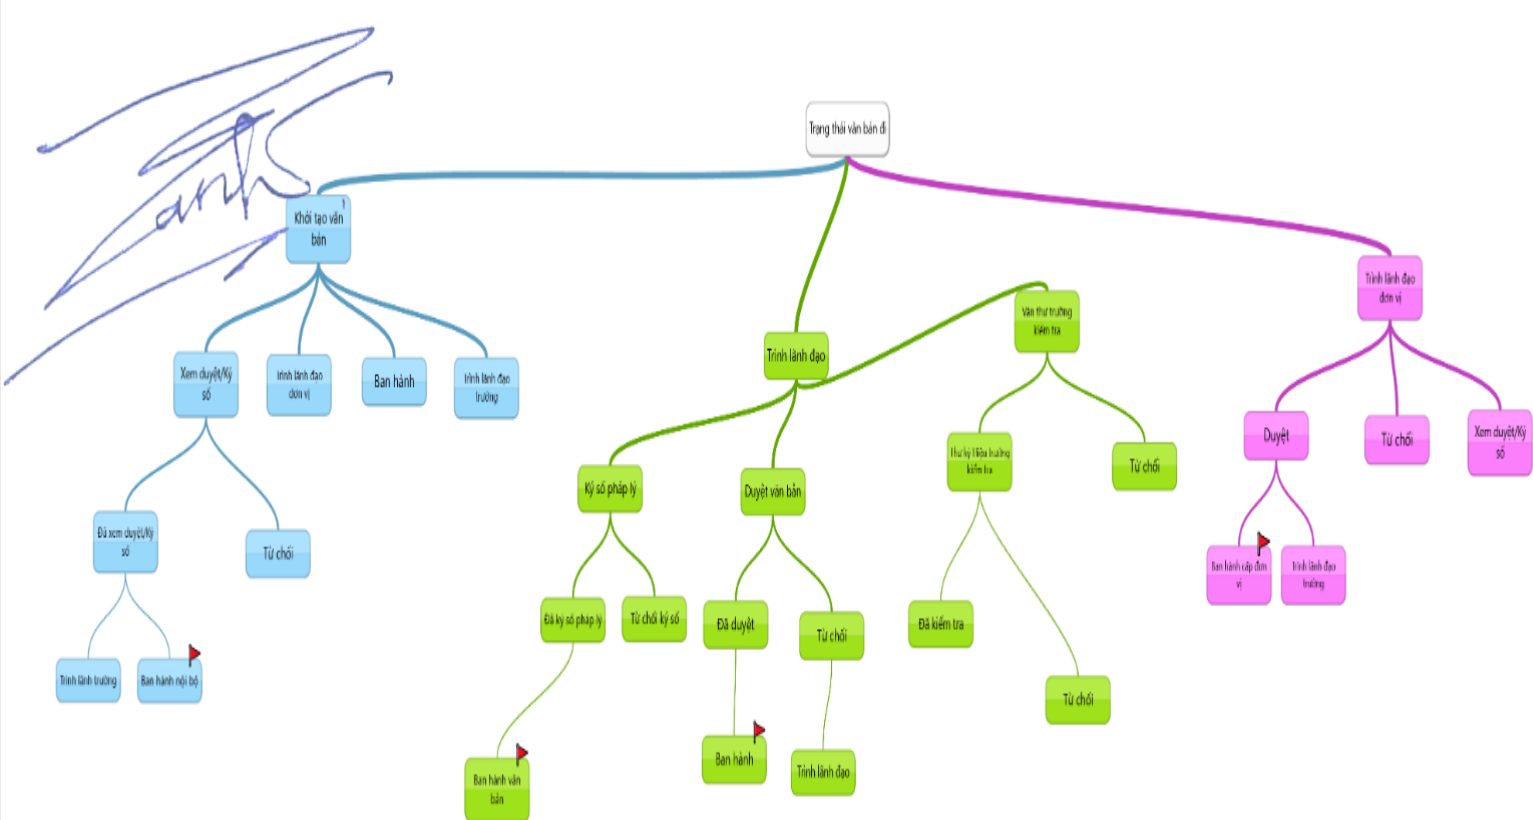 Trạng thái văn bản đi
Khởi tạo văn
bản
Trình lãnh đạo
đơn vị
Văn thư trường
kiểm tra
Trình lãnh đạo
Xem duyệt/Ký
số
Trình lãnh đạo
đơn vị
Ban hành
Trình lãnh đạo
trường
Duyệt
Từ chối
Xem duyệt/Ký
số
Thư ký Hiệu trưởng
kiểm tra
Từ chối
Ký số pháp lý
Duyệt văn bản
Đã xem duyệt/Ký
số
Từ chối
Ban hành cấp đơn
vị
Trình lãnh đạo
trường
Đã ký số pháp lý
Từ chối ký số
Đã duyệt
Từ chối
Đã kiểm tra
Trình lãnh trường
Ban hành nội bộ
Từ chối
Ban hành văn
bản
Ban hành
Trình lãnh đạo